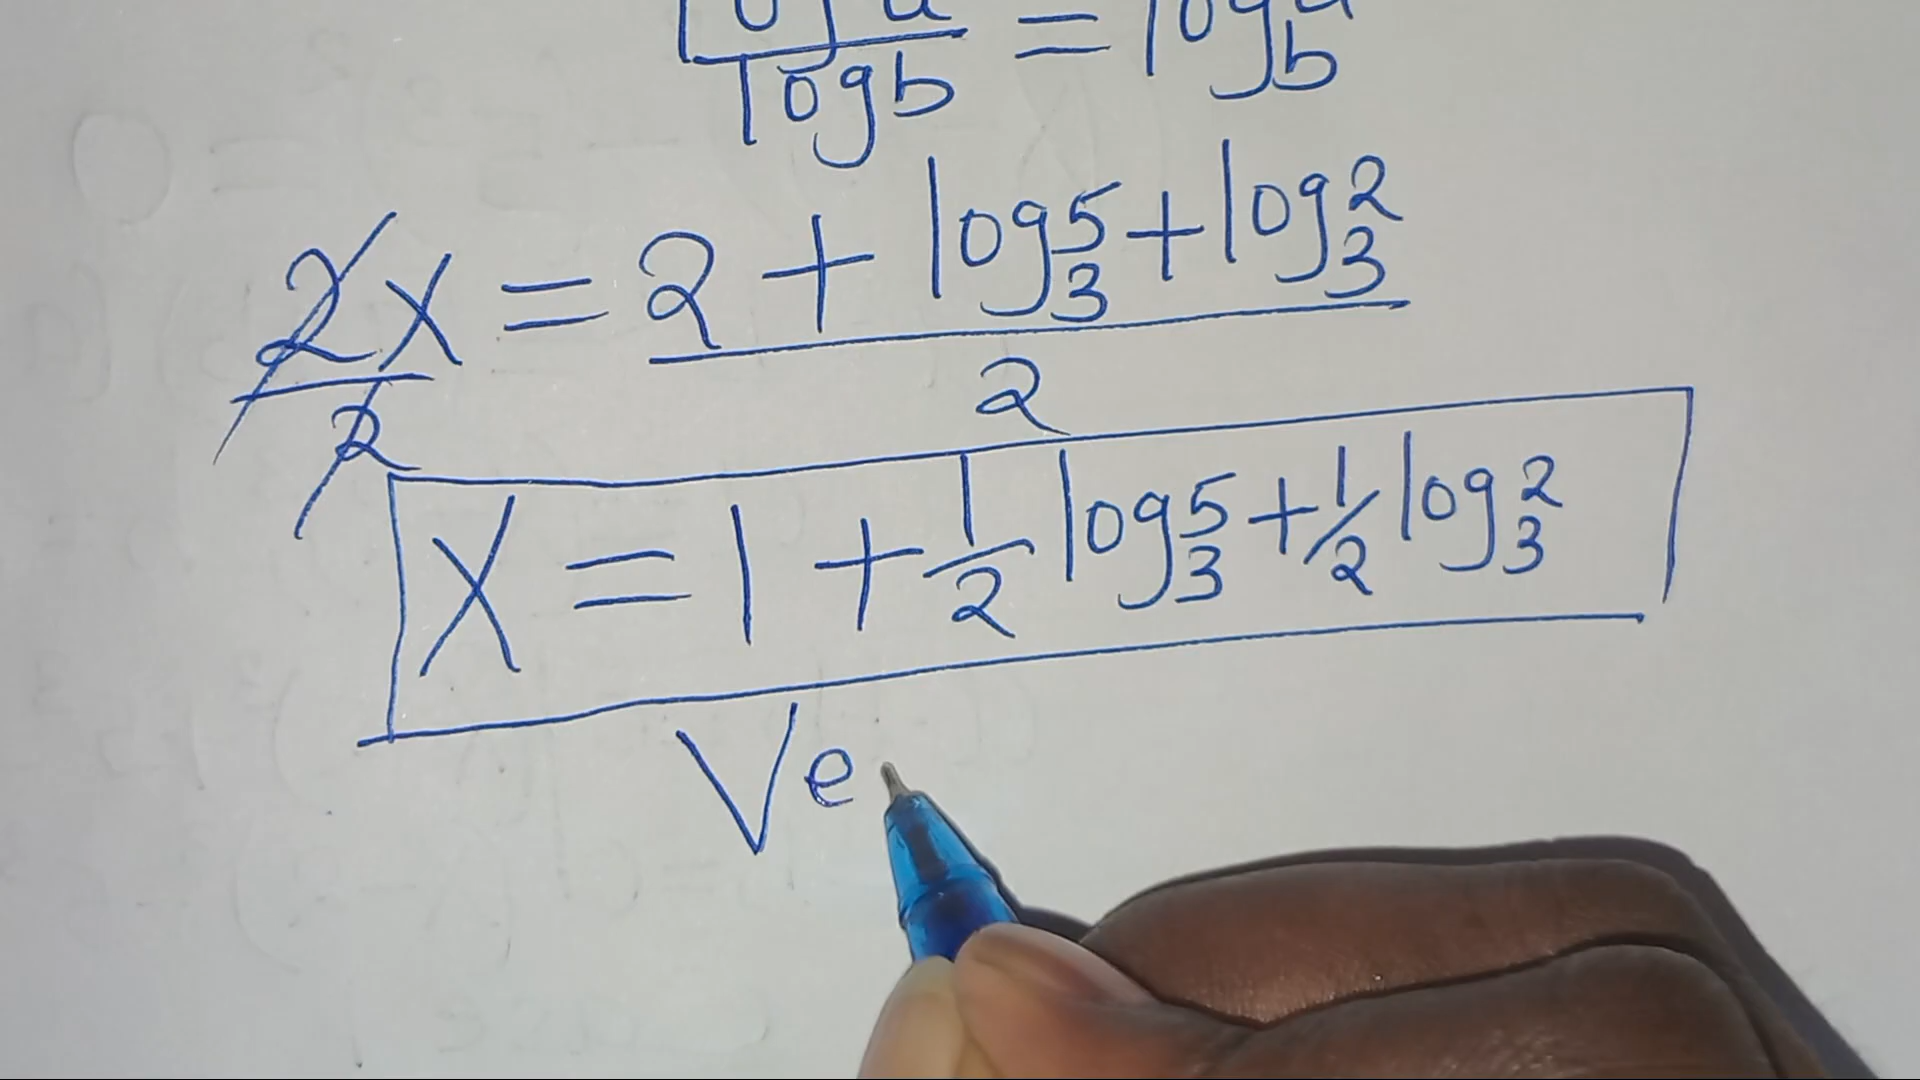 log a / log b = log_b a
2x / 2 = (2 + log_3 5 + log_3 2) / 2
x = 1 + 1/2 log_3 5 + 1/2 log_3 2
Ve